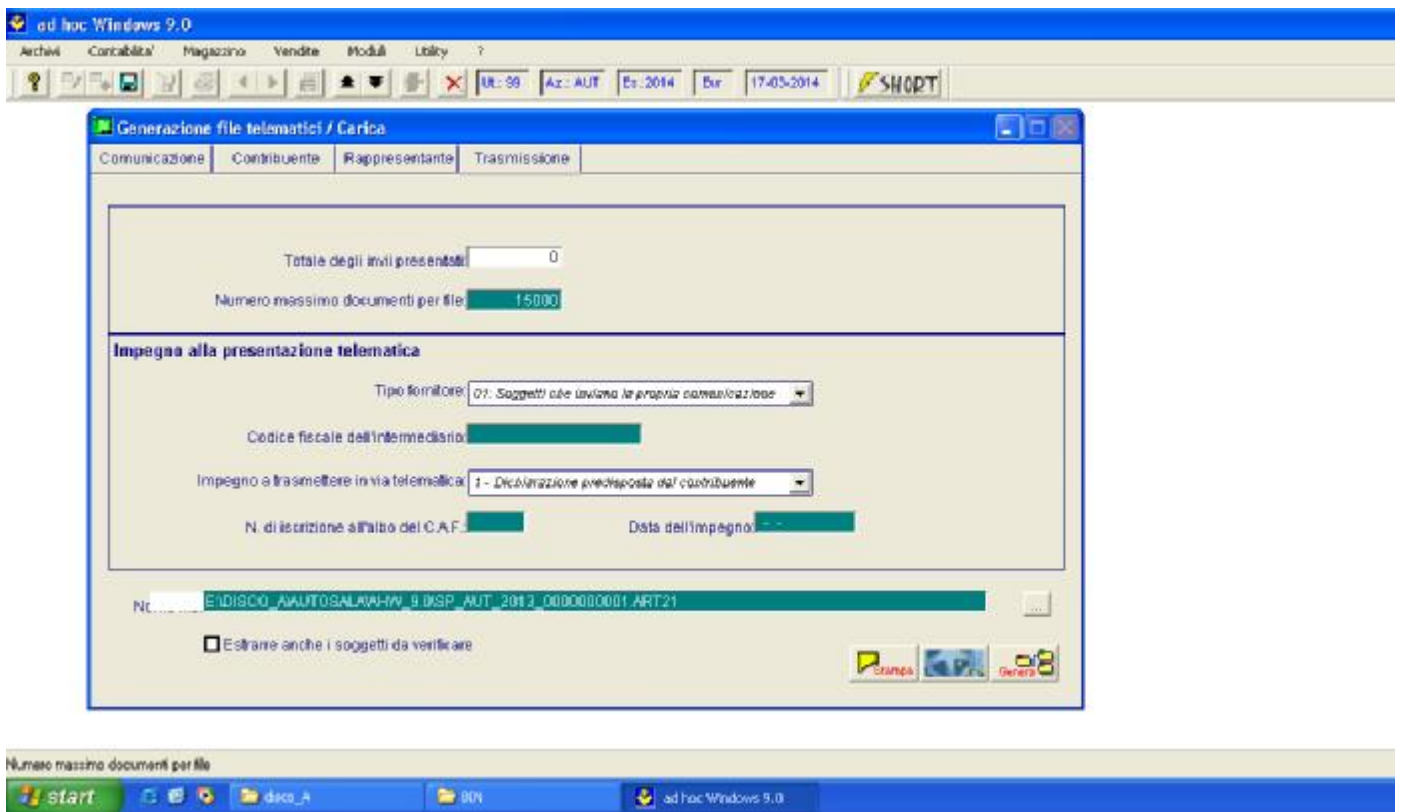 ad hoc Windows 9.0
Archivi Contabilita' Magazzino Vendite Moduli Utility ?
Ut.: 99 Az.: AUT Es.:2014 Eur 17-03-2014 SHORT
Generazione file telematici / Carica
Comunicazione Contribuente Rappresentante Trasmissione
Totale degli invii presentati: 0
Numero massimo documenti per file: 15000
Impegno alla presentazione telematica
Tipo fornitore: 01: Soggetti che inviano la propria comunicazione
Codice fiscale dell'intermediario:
Impegno a trasmettere in via telematica: 1 - Dichiarazione predisposta dal contribuente
N. di iscrizione all'albo del C.A.F.: Data dell'impegno: - -
SP_AUT_2013_0000000001.ART21
...
Estrarre anche i soggetti da verificare
Stampa Genera
Numero massimo documenti per file
start disco_A ad hoc Windows 9.0